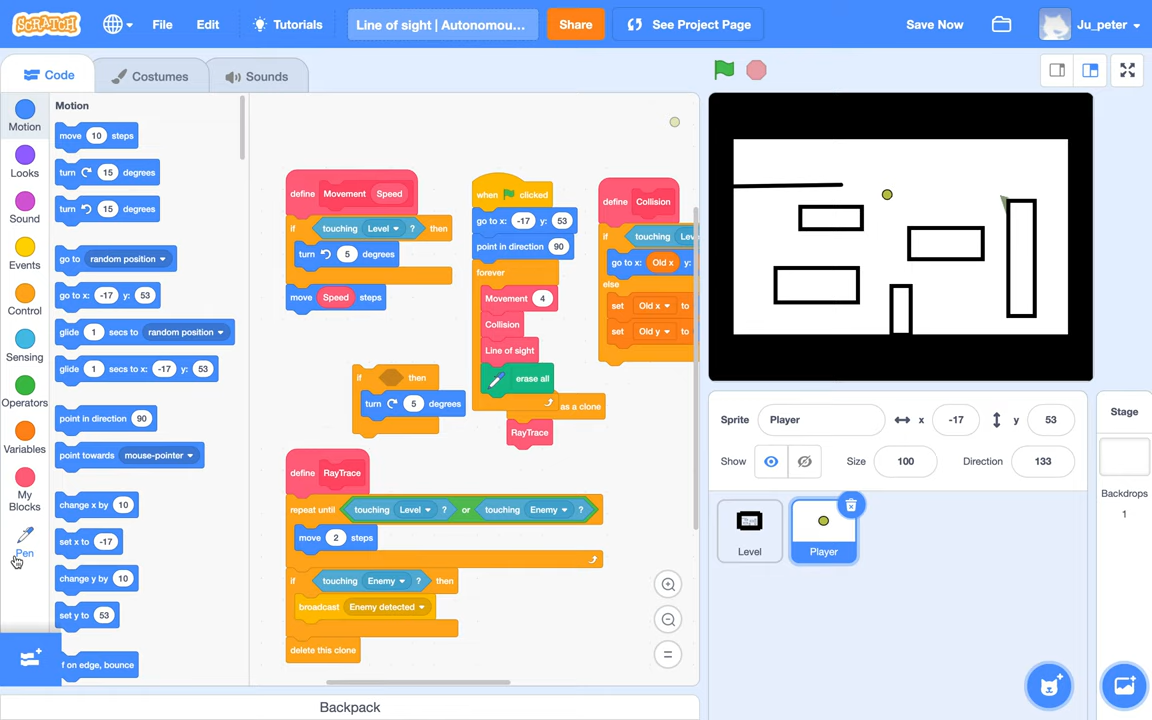 SCRATCH File Edit Tutorials Line of sight | Autonomou... Share See Project Page Save Now Ju_peter
Code Costumes Sounds
Motion
Looks
Sound
Events
Control
Sensing
Operators
Variables
My Blocks
Pen
Motion
move 10 steps
turn 15 degrees
turn 15 degrees
go to random position
go to x: -17 y: 53
glide 1 secs to random position
glide 1 secs to x: -17 y: 53
point in direction 90
point towards mouse-pointer
change x by 10
set x to -17
change y by 10
set y to 53
if on edge, bounce
define Movement Speed
if touching Level ? then
turn 5 degrees
move Speed steps
if then
turn 5 degrees
when clicked
go to x: -17 y: 53
point in direction 90
forever
Movement 4
Collision
Line of sight
erase all
as a clone
RayTrace
define Collision
if touching
go to x: Old x y:
else
set Old x to
set Old y to
define RayTrace
repeat until touching Level ? or touching Enemy ?
move 2 steps
if touching Enemy ? then
broadcast Enemy detected
delete this clone
Backpack
Sprite Player x -17 y 53
Show Size 100 Direction 133
Level
Player
Stage
Backdrops
1